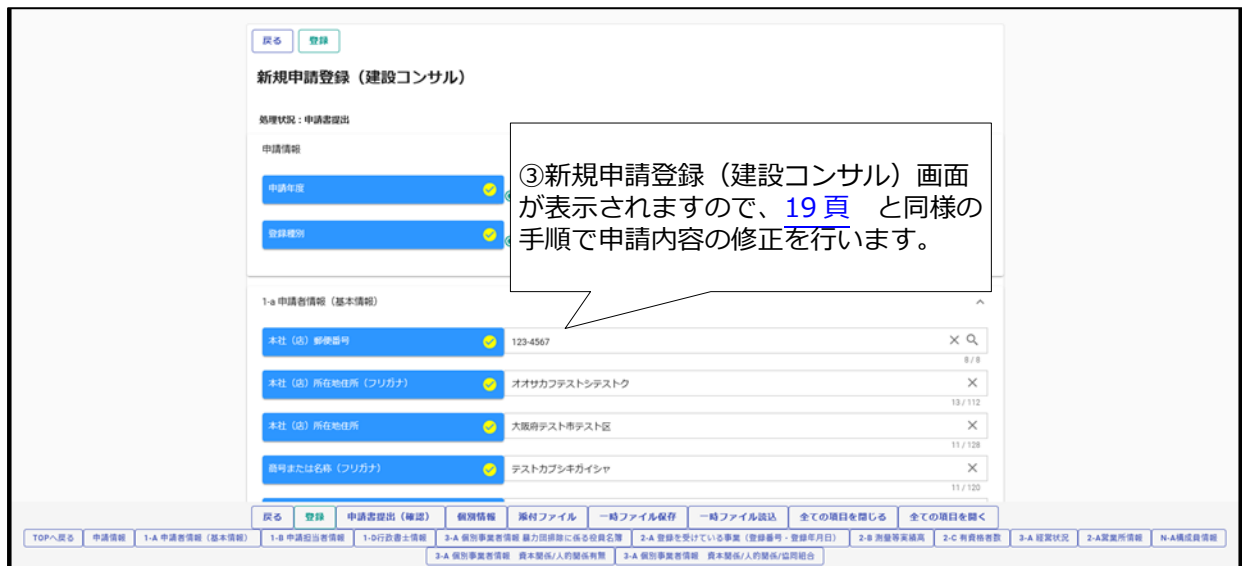 戻る 登録
新規申請登録（建設コンサル）
処理状況：申請書提出
申請情報
申請年度
登録種別
③新規申請登録（建設コンサル）画面
が表示されますので、19 頁　と同様の
手順で申請内容の修正を行います。
1-a 申請者情報（基本情報）
本社（店）郵便番号 123-4567
8 / 8
本社（店）所在地住所（フリガナ） オオサカフテストシテストク
13 / 112
本社（店）所在地住所 大阪府テスト市テスト区
11 / 128
商号または名称（フリガナ） テストカブシキガイシャ
11 / 120
戻る 登録 申請書提出（確認） 個別情報 添付ファイル 一時ファイル保存 一時ファイル読込 全ての項目を閉じる 全ての項目を開く
TOPへ戻る 申請情報 1-A 申請者情報（基本情報） 1-B 申請担当者情報 1-D行政書士情報 3-A 個別事業者情報 暴力団排除に係る役員名簿 2-A 登録を受けている事業（登録番号・登録年月日） 2-B 測量等実績高 2-C 有資格者数 3-A 経営状況 2-A営業所情報 N-A構成員情報
3-A 個別事業者情報　資本関係/人的関係有無 3-A 個別事業者情報　資本関係/人的関係/協同組合